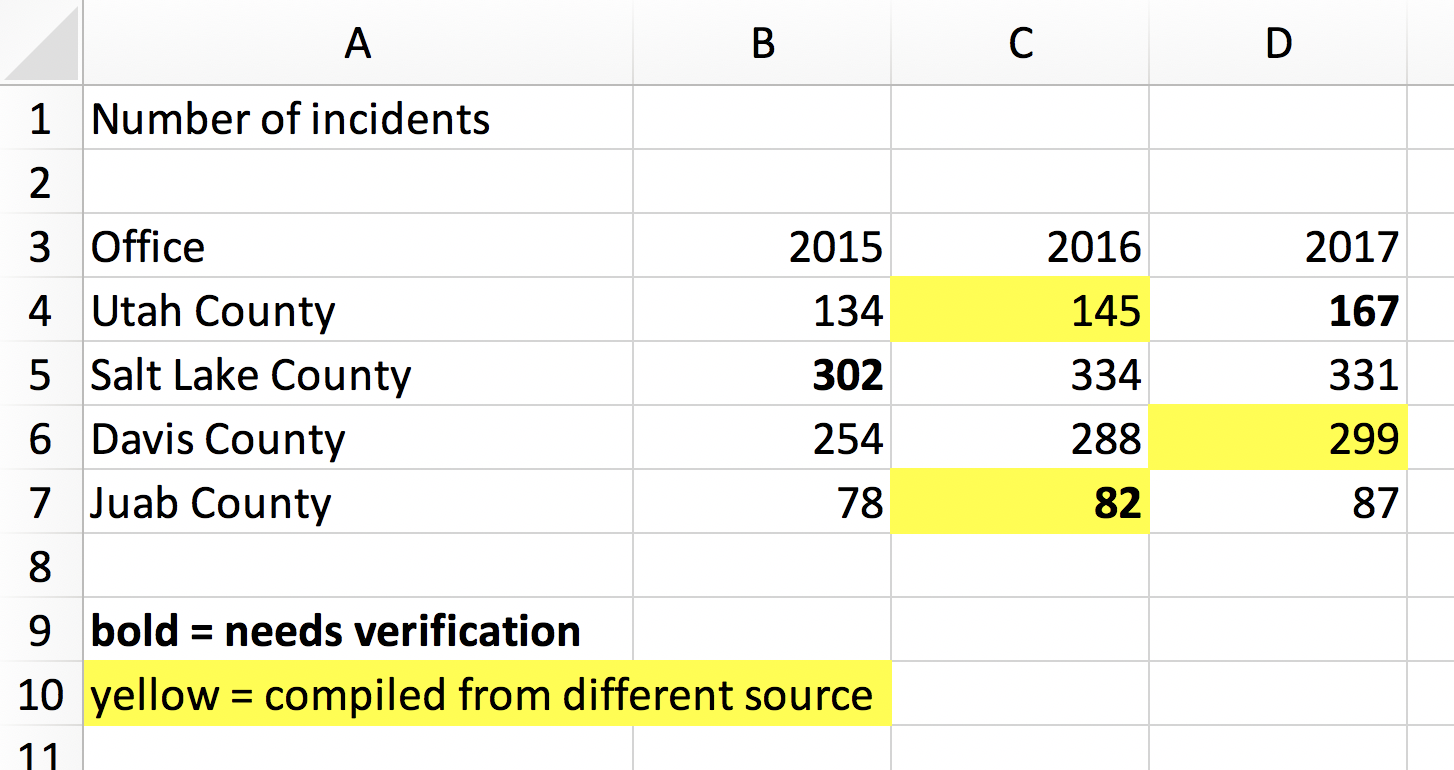 A B C D
1 Number of incidents
2
3 Office 2015 2016 2017
4 Utah County 134 145 167
5 Salt Lake County 302 334 331
6 Davis County 254 288 299
7 Juab County 78 82 87
8
9 bold = needs verification
10 yellow = compiled from different source
11